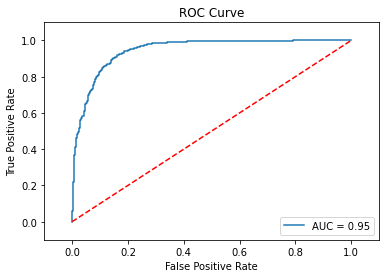 ROC Curve
True Positive Rate
1.0
0.8
0.6
0.4
0.2
0.0
AUC = 0.95
0.0 0.2 0.4 0.6 0.8 1.0
False Positive Rate